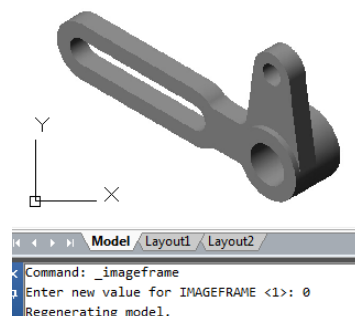 Y
X
Model Layout1 Layout2
Command: _imageframe
Enter new value for IMAGEFRAME <1>: 0
Regenerating model.